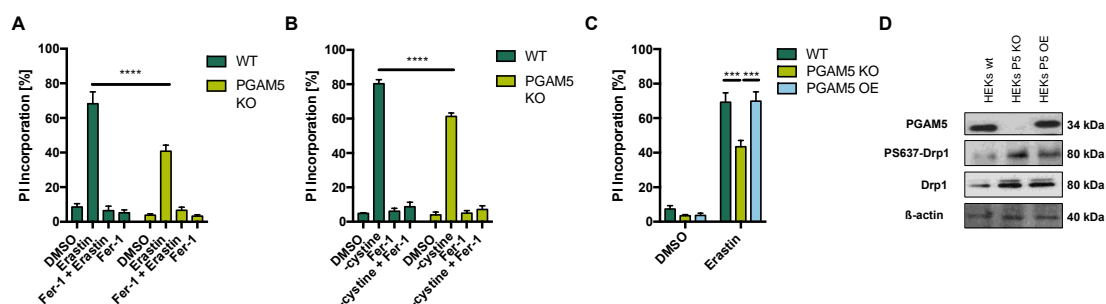 A
PI Incorporation [%]
100
80
60
40
20
0
****
WT
PGAM5
KO
DMSO
Erastin
Fer-1 + Erastin
Fer-1
DMSO
Erastin
Fer-1 + Erastin
Fer-1
B
PI Incorporation [%]
100
80
60
40
20
0
****
WT
PGAM5
KO
DMSO
-cystine
Fer-1
-cystine + Fer-1
DMSO
-cystine
Fer-1
-cystine + Fer-1
C
PI Incorporation [%]
100
80
60
40
20
0
*** ***
WT
PGAM5 KO
PGAM5 OE
DMSO
Erastin
D
HEKs wt
HEKs P5 KO
HEKs P5 OE
PGAM5 34 kDa
PS637-Drp1 80 kDa
Drp1 80 kDa
ß-actin 40 kDa